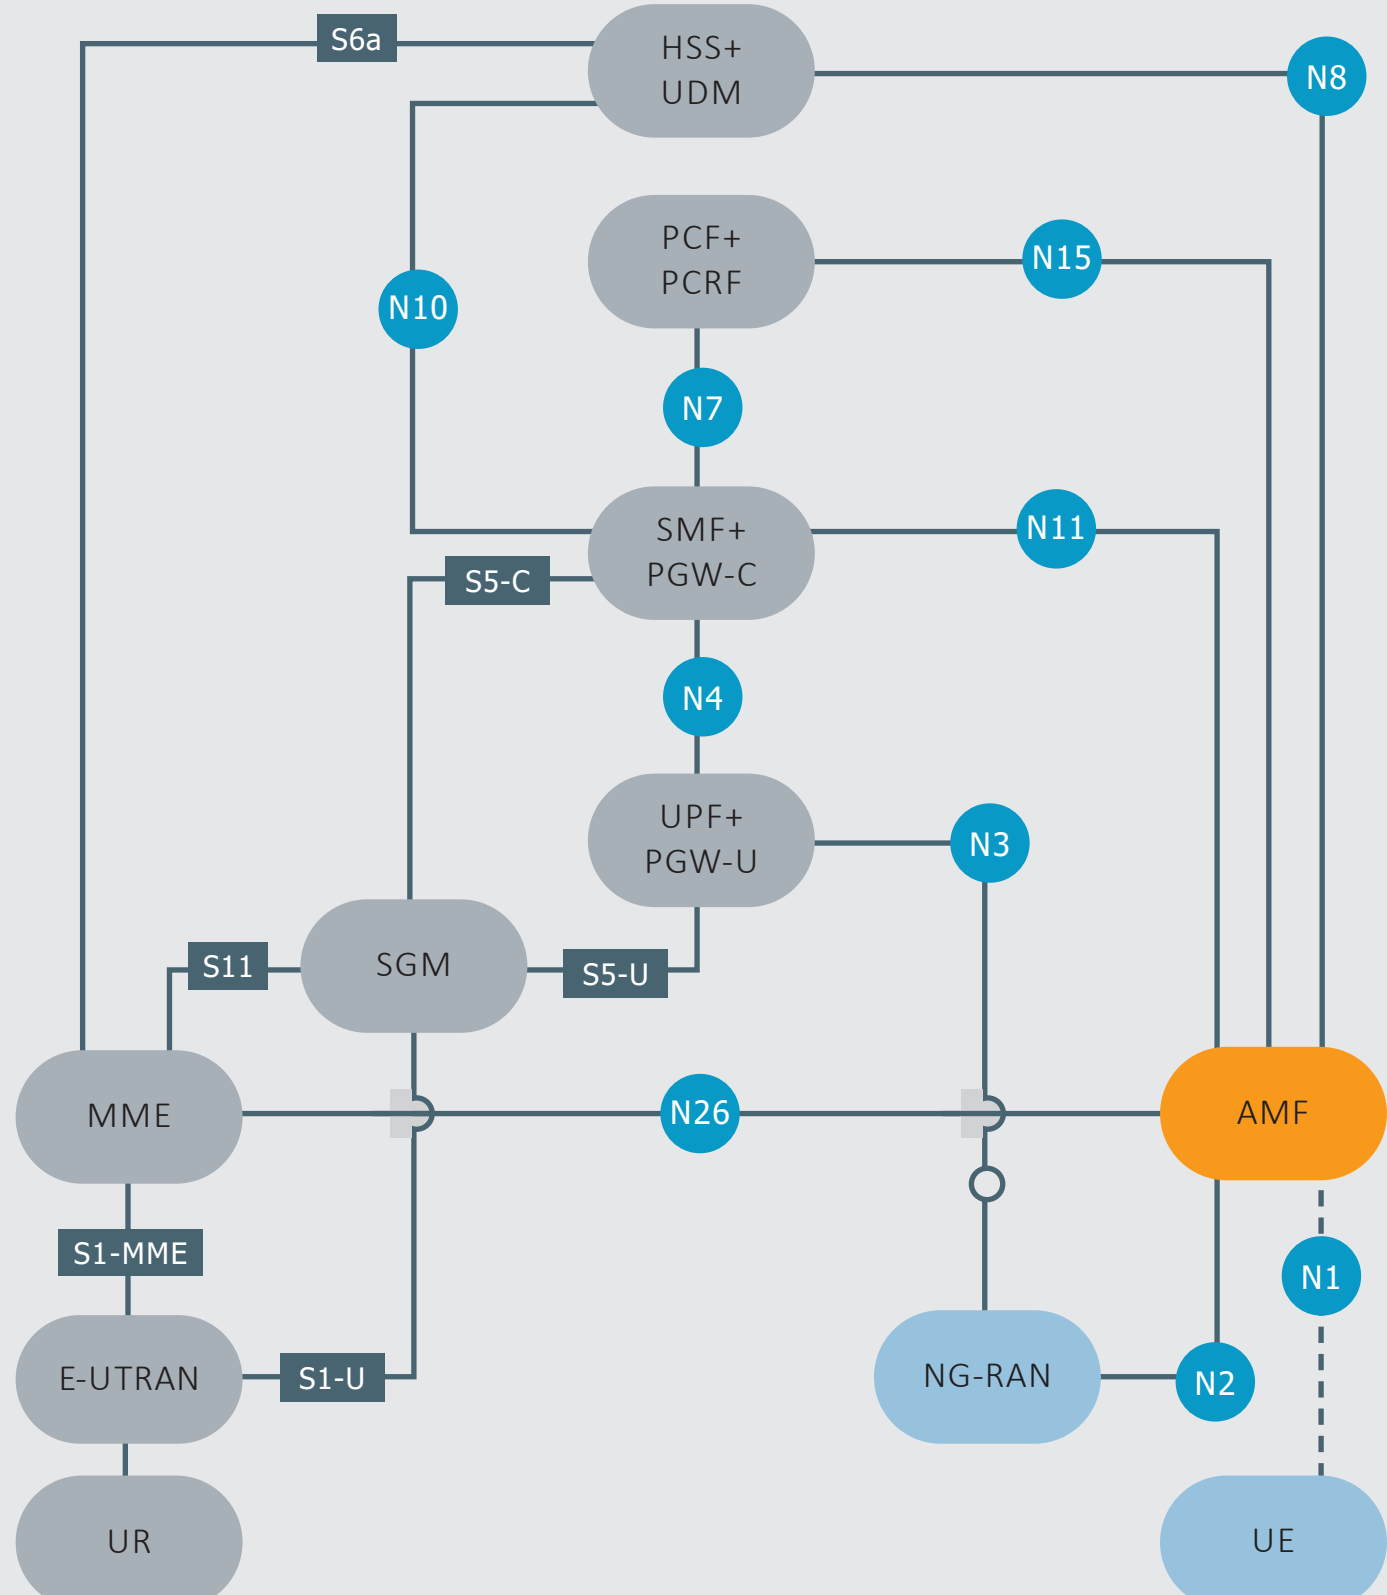 S6a
HSS+
UDM
N8
PCF+
PCRF
N15
N10
N7
SMF+
PGW-C
N11
S5-C
N4
UPF+
PGW-U
N3
SGM
S11
S5-U
MME
N26
AMF
S1-MME
N1
E-UTRAN
S1-U
NG-RAN
N2
UR
UE